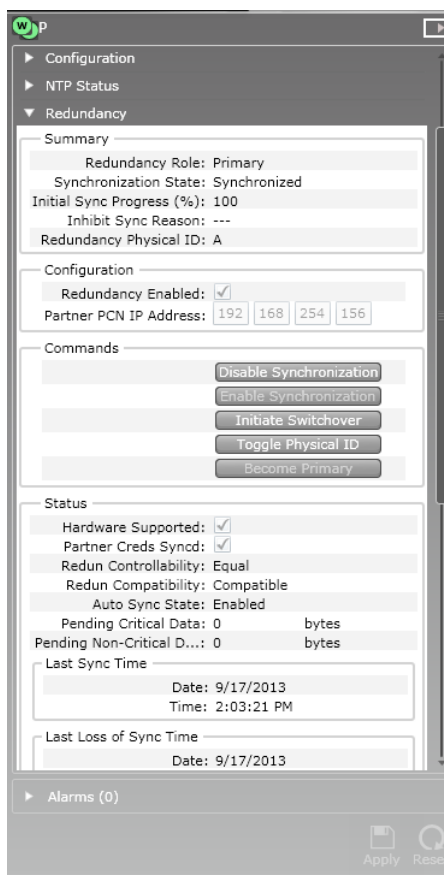 W P
Configuration
NTP Status
Redundancy
Summary
Redundancy Role: Primary
Synchronization State: Synchronized
Initial Sync Progress (%): 100
Inhibit Sync Reason: ---
Redundancy Physical ID: A
Configuration
Redundancy Enabled:
Partner PCN IP Address: 192 168 254 156
Commands
Disable Synchronization
Enable Synchronization
Initiate Switchover
Toggle Physical ID
Become Primary
Status
Hardware Supported:
Partner Creds Syncd:
Redun Controllability: Equal
Redun Compatibility: Compatible
Auto Sync State: Enabled
Pending Critical Data: 0 bytes
Pending Non-Critical D...: 0 bytes
Last Sync Time
Date: 9/17/2013
Time: 2:03:21 PM
Last Loss of Sync Time
Date: 9/17/2013
Alarms (0)
Apply Rese